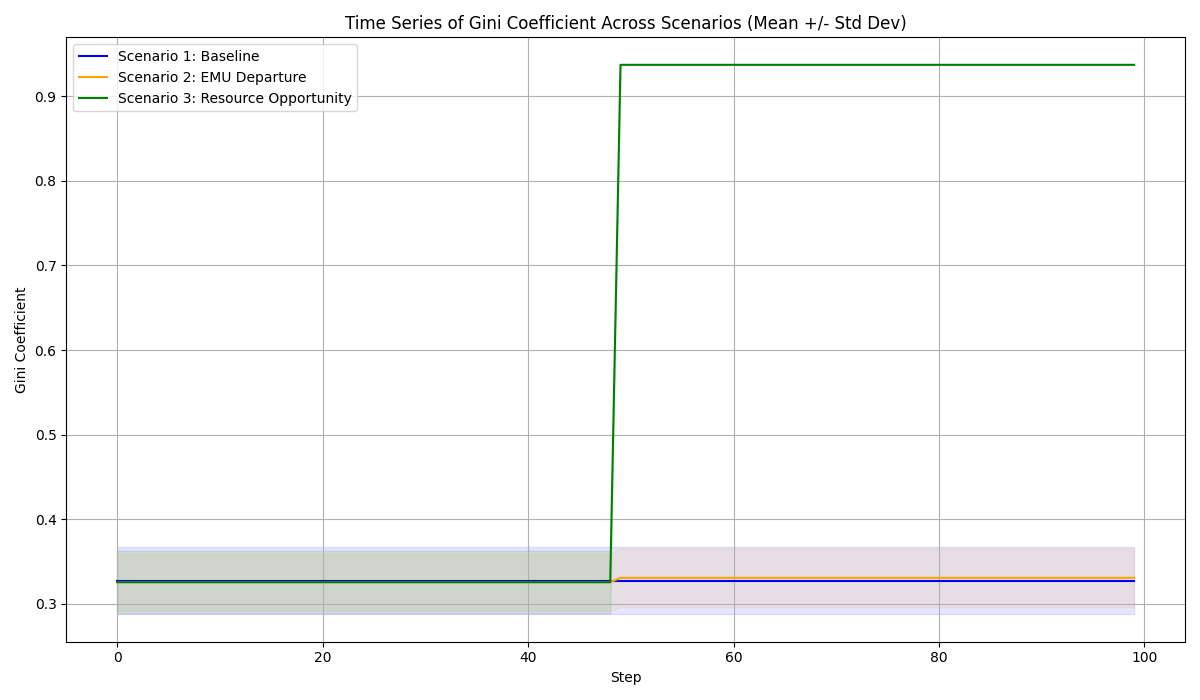 Time Series of Gini Coefficient Across Scenarios (Mean +/- Std Dev)
Scenario 1: Baseline
Scenario 2: EMU Departure
Scenario 3: Resource Opportunity
Gini Coefficient
0.9
0.8
0.7
0.6
0.5
0.4
0.3
0 20 40 60 80 100
Step